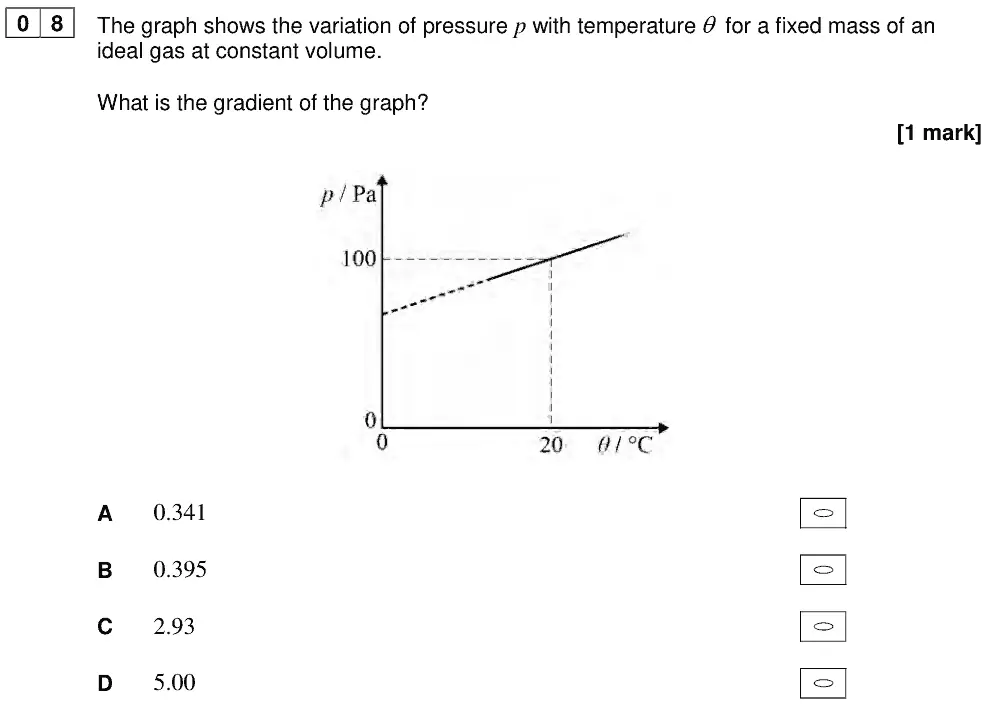 0 8 The graph shows the variation of pressure p with temperature θ for a fixed mass of an
ideal gas at constant volume.
What is the gradient of the graph?
[1 mark]
p / Pa
100
0
0
20
θ / °C
A 0.341
B 0.395
C 2.93
D 5.00